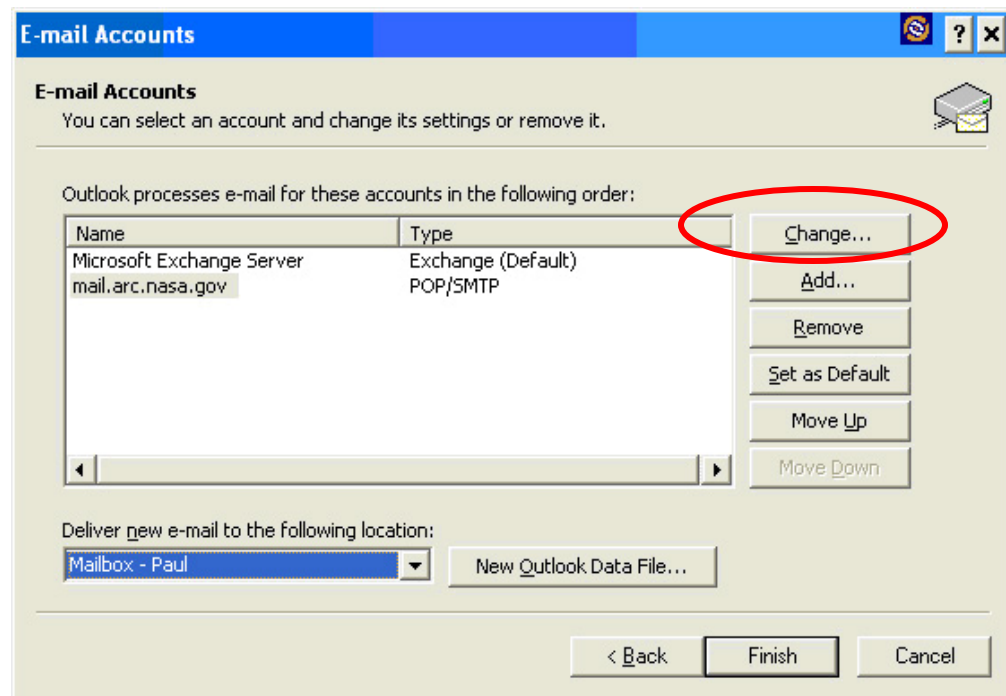 E-mail Accounts
?
E-mail Accounts
You can select an account and change its settings or remove it.
Outlook processes e-mail for these accounts in the following order:
Name Type
Microsoft Exchange Server Exchange (Default)
mail.arc.nasa.gov POP/SMTP
Change...
Add...
Remove
Set as Default
Move Up
Move Down
Deliver new e-mail to the following location:
Mailbox - Paul New Outlook Data File...
< Back Finish Cancel